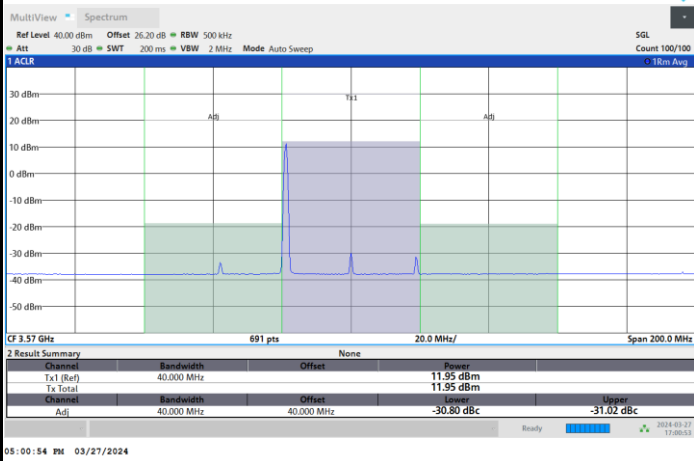 MultiView Spectrum
Ref Level 40.00 dBm Offset 26.20 dB RBW 500 kHz SGL
Att 30 dB SWT 200 ms VBW 2 MHz Mode Auto Sweep Count 100/100
1 ACLR 1Rm Avg
30 dBm
Tx1
20 dBm
Adj Adj
10 dBm
0 dBm
-10 dBm
-20 dBm
-30 dBm
-40 dBm
-50 dBm
CF 3.57 GHz 691 pts 20.0 MHz/ Span 200.0 MHz
2 Result Summary None
Channel Bandwidth Offset Power
Tx1 (Ref) 40.000 MHz 11.95 dBm
Tx Total 11.95 dBm
Channel Bandwidth Offset Lower Upper
Adj 40.000 MHz 40.000 MHz -30.80 dBc -31.02 dBc
Ready 2024-03-27
17:00:53
05:00:54 PM 03/27/2024